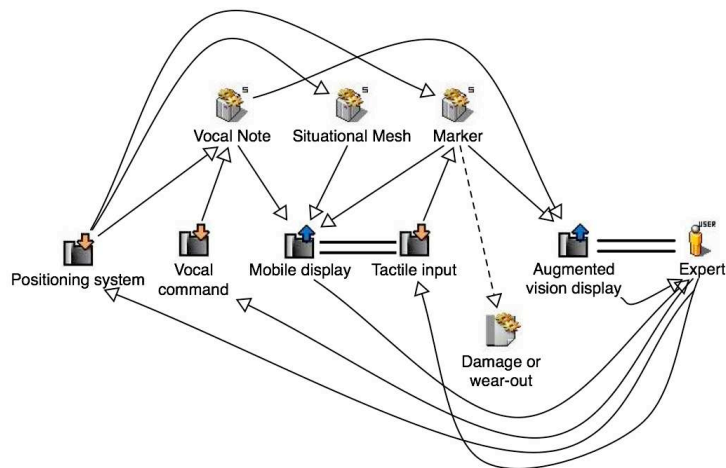 S
S
S
Vocal Note
Situational Mesh
Marker
USER
Positioning system
Vocal
command
Mobile display
Tactile input
Augmented
vision display
Expert
Damage or
wear-out